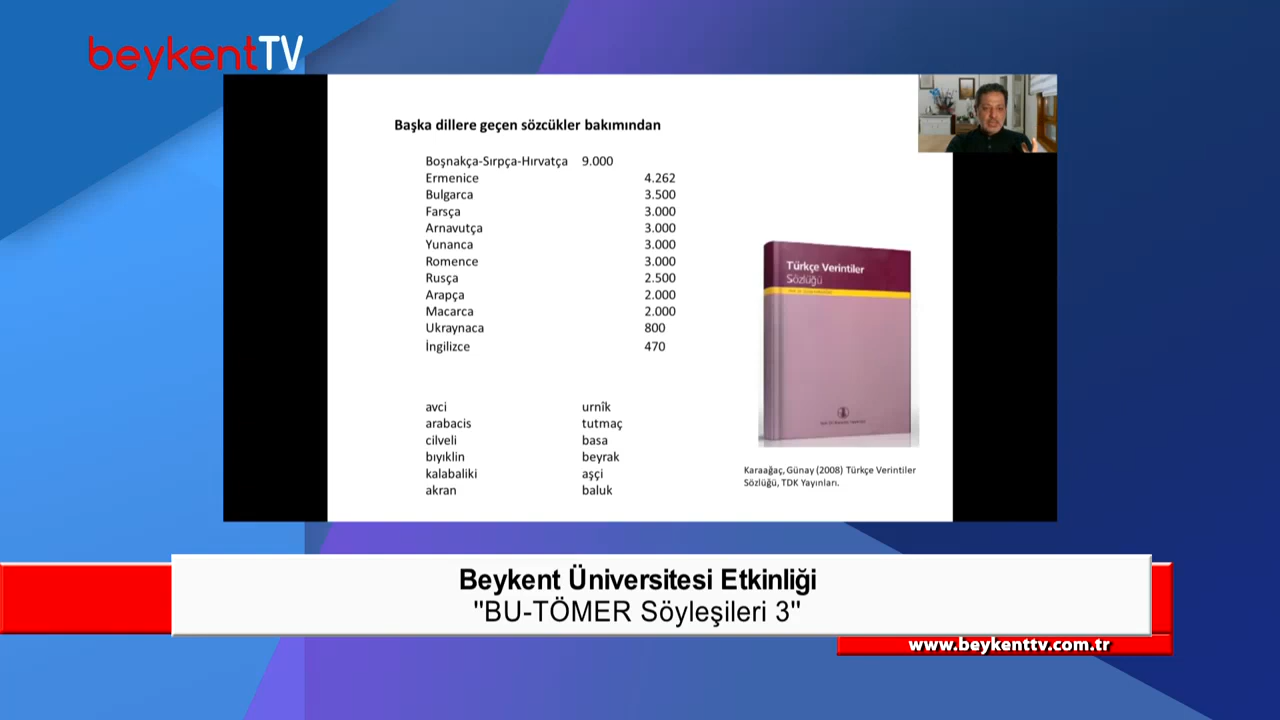 beykentTV
Başka dillere geçen sözcükler bakımından
Boşnakça-Sırpça-Hırvatça 9.000
Ermenice 4.262
Bulgarca 3.500
Farsça 3.000
Arnavutça 3.000
Yunanca 3.000
Romence 3.000
Rusça 2.500
Arapça 2.000
Macarca 2.000
Ukraynaca 800
İngilizce 470
avci urnîk
arabacis tutmaç
cilveli basa
bıyıklin beyrak
kalabaliki aşçi
akran baluk
Türkçe Verintiler
Sözlüğü
Karaağaç, Günay (2008) Türkçe Verintiler
Sözlüğü, TDK Yayınları.
Beykent Üniversitesi Etkinliği
"BU-TÖMER Söyleşileri 3"
www.beykenttv.com.tr